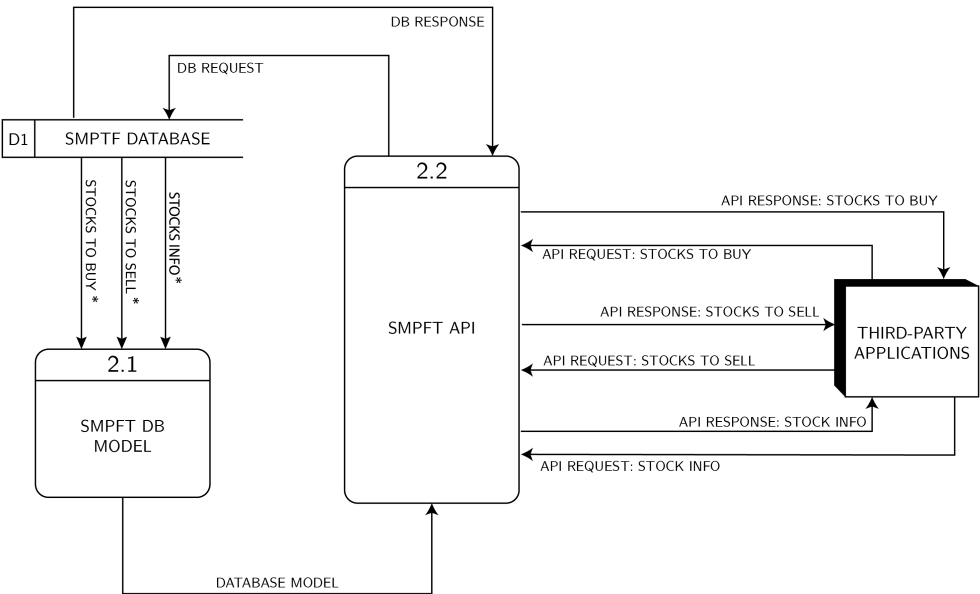 DB RESPONSE
DB REQUEST
D1
SMPTF DATABASE
2.2
STOCKS TO BUY *
STOCKS TO SELL *
STOCKS INFO*
API RESPONSE: STOCKS TO BUY
API REQUEST: STOCKS TO BUY
SMPFT API
API RESPONSE: STOCKS TO SELL
THIRD-PARTY
APPLICATIONS
API REQUEST: STOCKS TO SELL
2.1
SMPFT DB
MODEL
API RESPONSE: STOCK INFO
API REQUEST: STOCK INFO
DATABASE MODEL